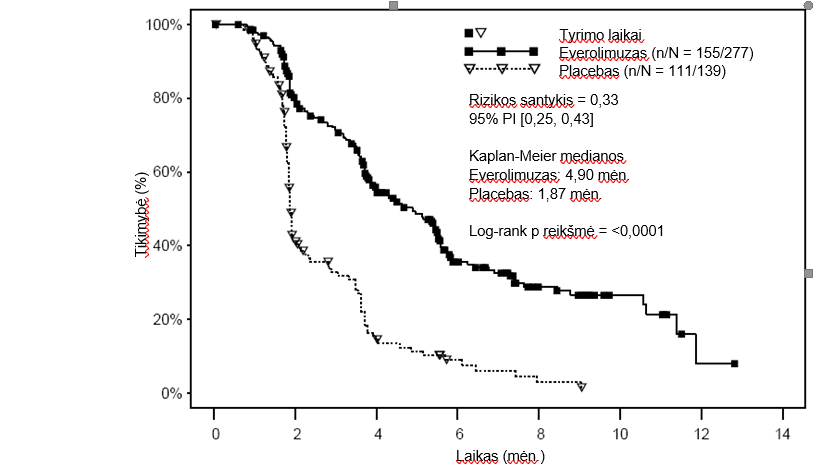 100%
80%
60%
40%
20%
0%
Tikimybė (%)
Tyrimo laikai
Everolimuzas (n/N = 155/277)
Placebas (n/N = 111/139)
Rizikos santykis = 0,33
95% PI [0,25, 0,43]
Kaplan-Meier medianos
Everolimuzas: 4,90 mėn.
Placebas: 1,87 mėn.
Log-rank p reikšmė = <0,0001
0 2 4 6 8 10 12 14
Laikas (mėn.)